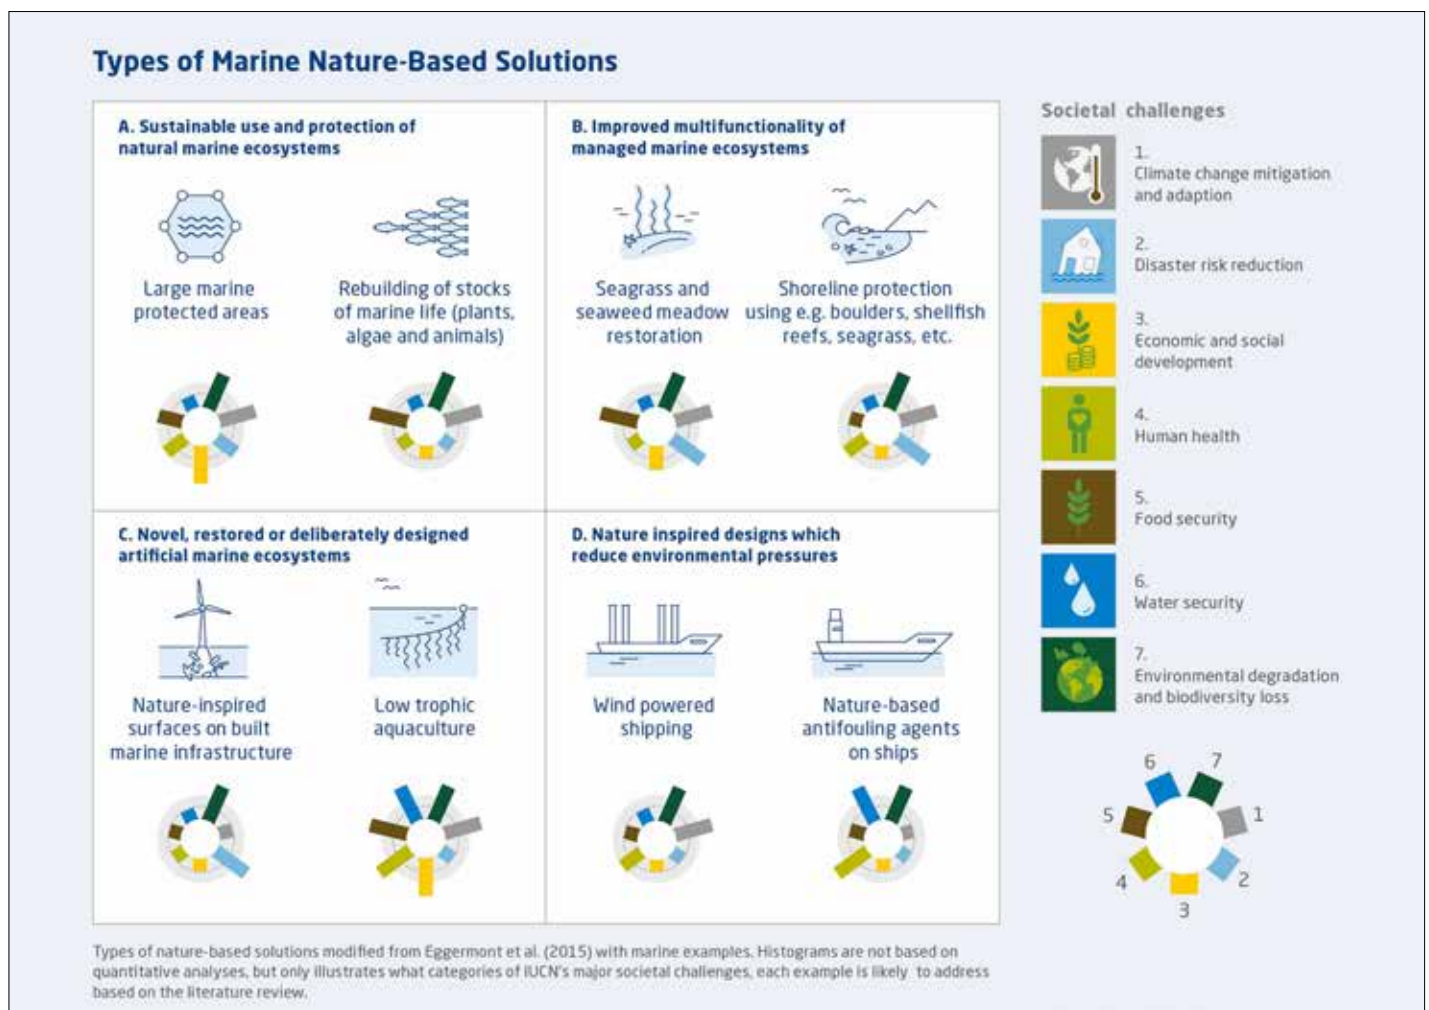 Types of Marine Nature-Based Solutions
A. Sustainable use and protection of
natural marine ecosystems
Large marine
protected areas
Rebuilding of stocks
of marine life (plants,
algae and animals)
B. Improved multifunctionality of
managed marine ecosystems
Seagrass and
seaweed meadow
restoration
Shoreline protection
using e.g. boulders, shellfish
reefs, seagrass, etc.
C. Novel, restored or deliberately designed
artificial marine ecosystems
Nature-inspired
surfaces on built
marine infrastructure
Low trophic
aquaculture
D. Nature inspired designs which
reduce environmental pressures
Wind powered
shipping
Nature-based
antifouling agents
on ships
Societal challenges
1.
Climate change mitigation
and adaption
2.
Disaster risk reduction
3.
Economic and social
development
4.
Human health
5.
Food security
6.
Water security
7.
Environmental degradation
and biodiversity loss
6 7
5 1
4 2
3
Types of nature-based solutions modified from Eggermont et al. (2015) with marine examples. Histograms are not based on
quantitative analyses, but only illustrates what categories of IUCN's major societal challenges, each example is likely to address
based on the literature review.